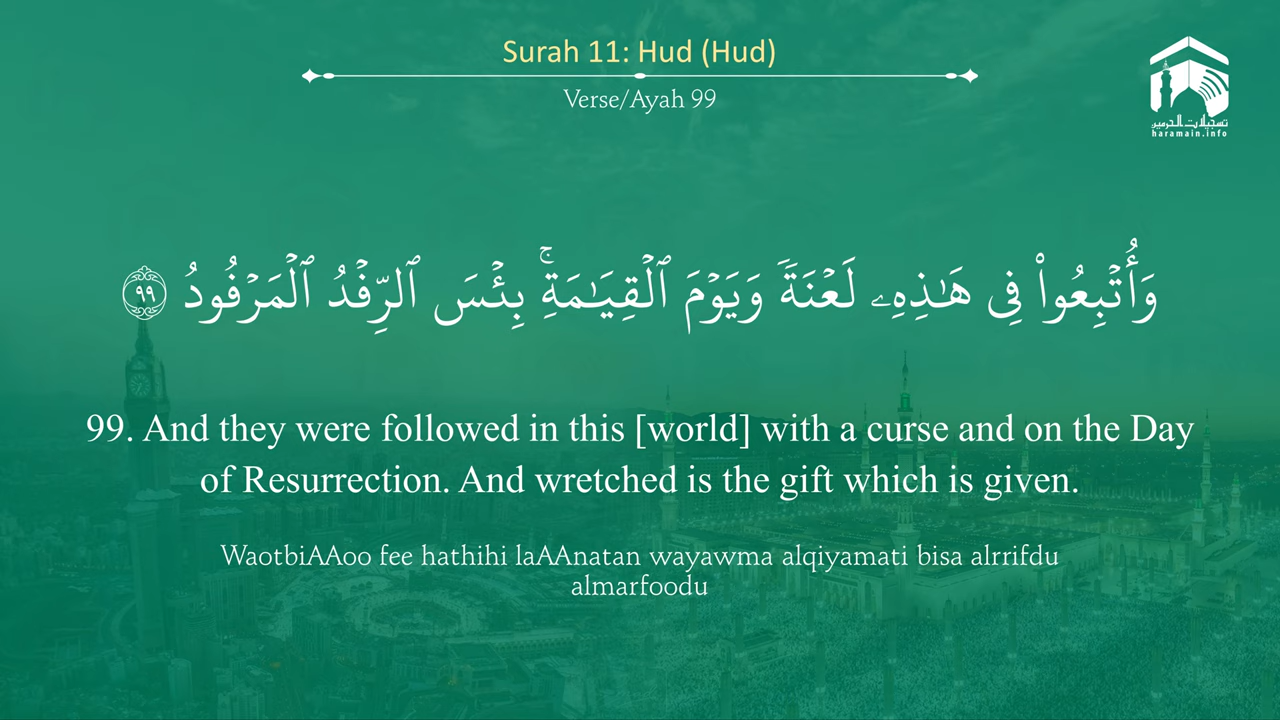 Surah 11: Hud (Hud)
Verse/Ayah 99
تسجيلات الحرمين
haramain.info
وَأُتْبِعُوا۟ فِى هَـٰذِهِۦ لَعْنَةً وَيَوْمَ ٱلْقِيَـٰمَةِ ۚ بِئْسَ ٱلرِّفْدُ ٱلْمَرْفُودُ ٩٩
99. And they were followed in this [world] with a curse and on the Day
of Resurrection. And wretched is the gift which is given.
WaotbiAAoo fee hathihi laAAnatan wayawma alqiyamati bisa alrrifdu
almarfoodu